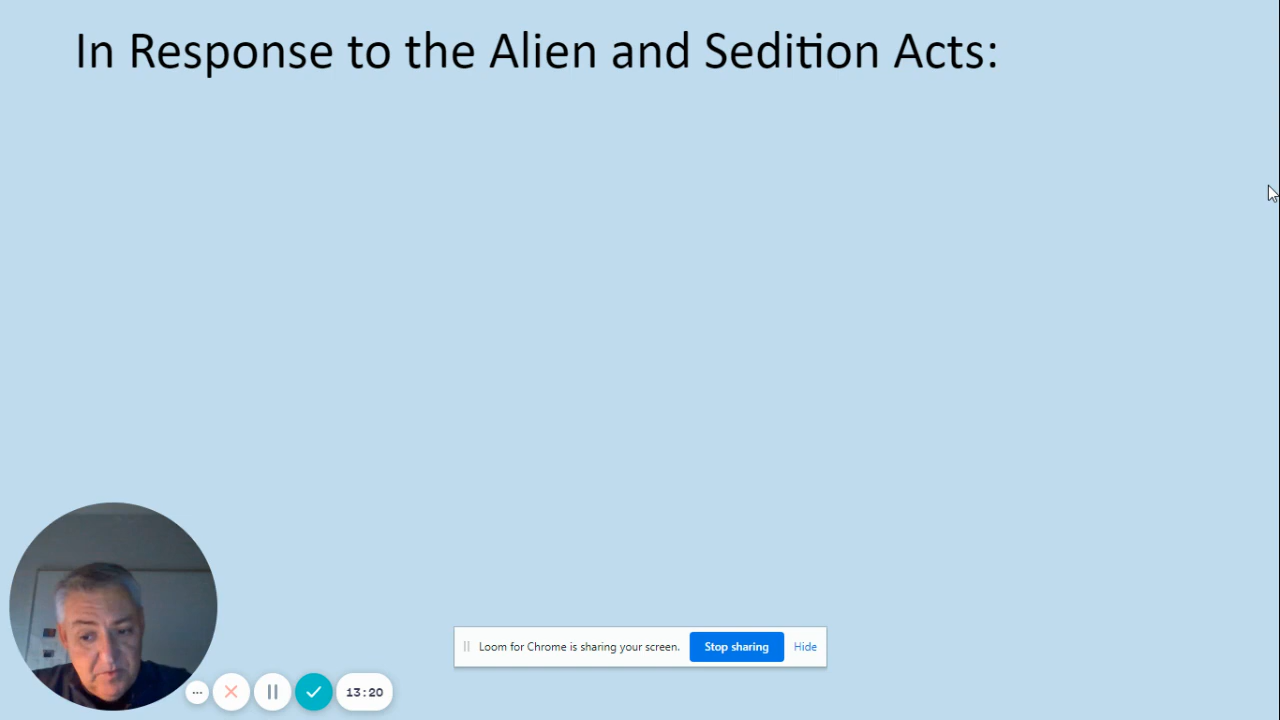 In Response to the Alien and Sedition Acts:
Loom for Chrome is sharing your screen. Stop sharing Hide
13:20